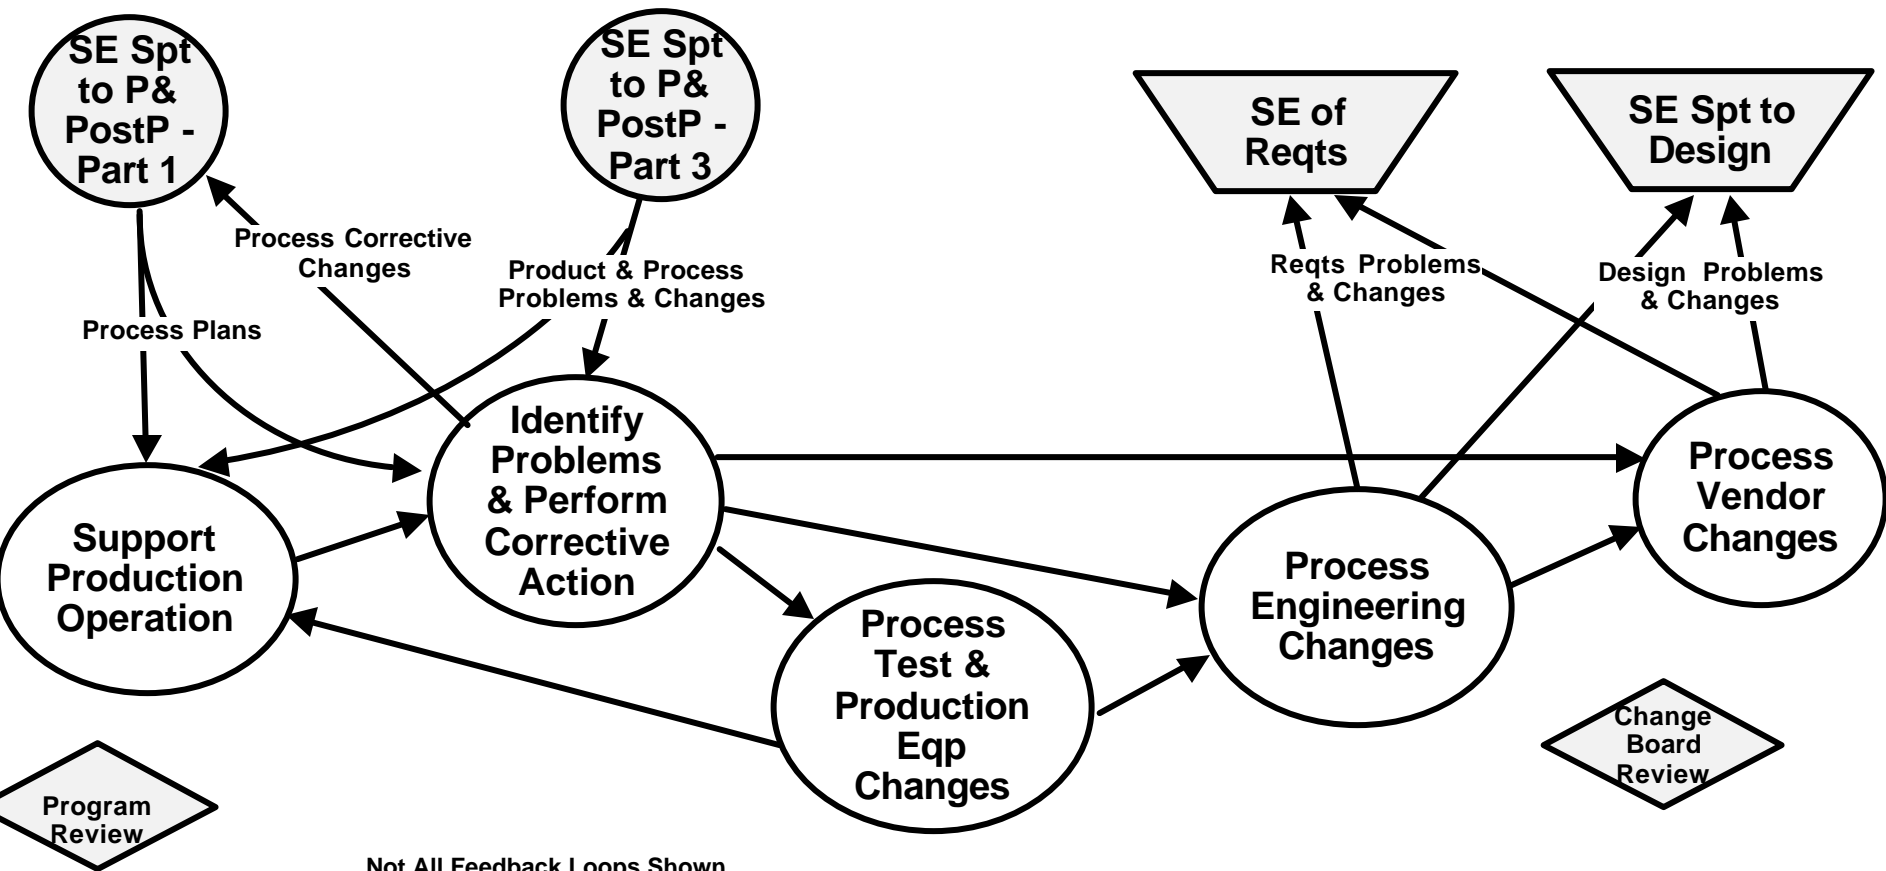 SE Spt
to P&
PostP -
Part 1
SE Spt
to P&
PostP -
Part 3
SE of
Reqts
SE Spt to
Design
Process Corrective
Changes
Product & Process
Problems & Changes
Reqts Problems
& Changes
Design Problems
& Changes
Process Plans
Identify
Problems
& Perform
Corrective
Action
Process
Vendor
Changes
Support
Production
Operation
Process
Engineering
Changes
Process
Test &
Production
Eqp
Changes
Change
Board
Review
Program
Review
Not All Feedback Loops Shown